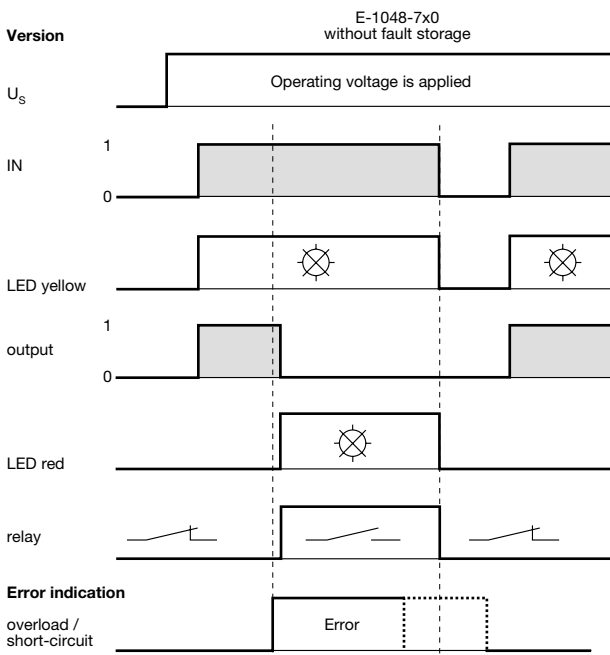 E-1048-7x0
Version
without fault storage
Operating voltage is applied
US
1
IN
0
LED yellow
1
output
0
LED red
relay
Error indication
overload /
Error
short-circuit